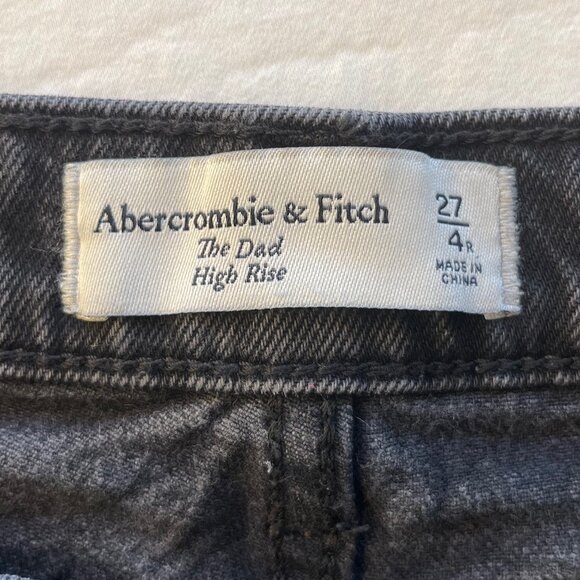 Abercrombie & Fitch
The Dad
High Rise
27
4R
MADE IN
CHINA